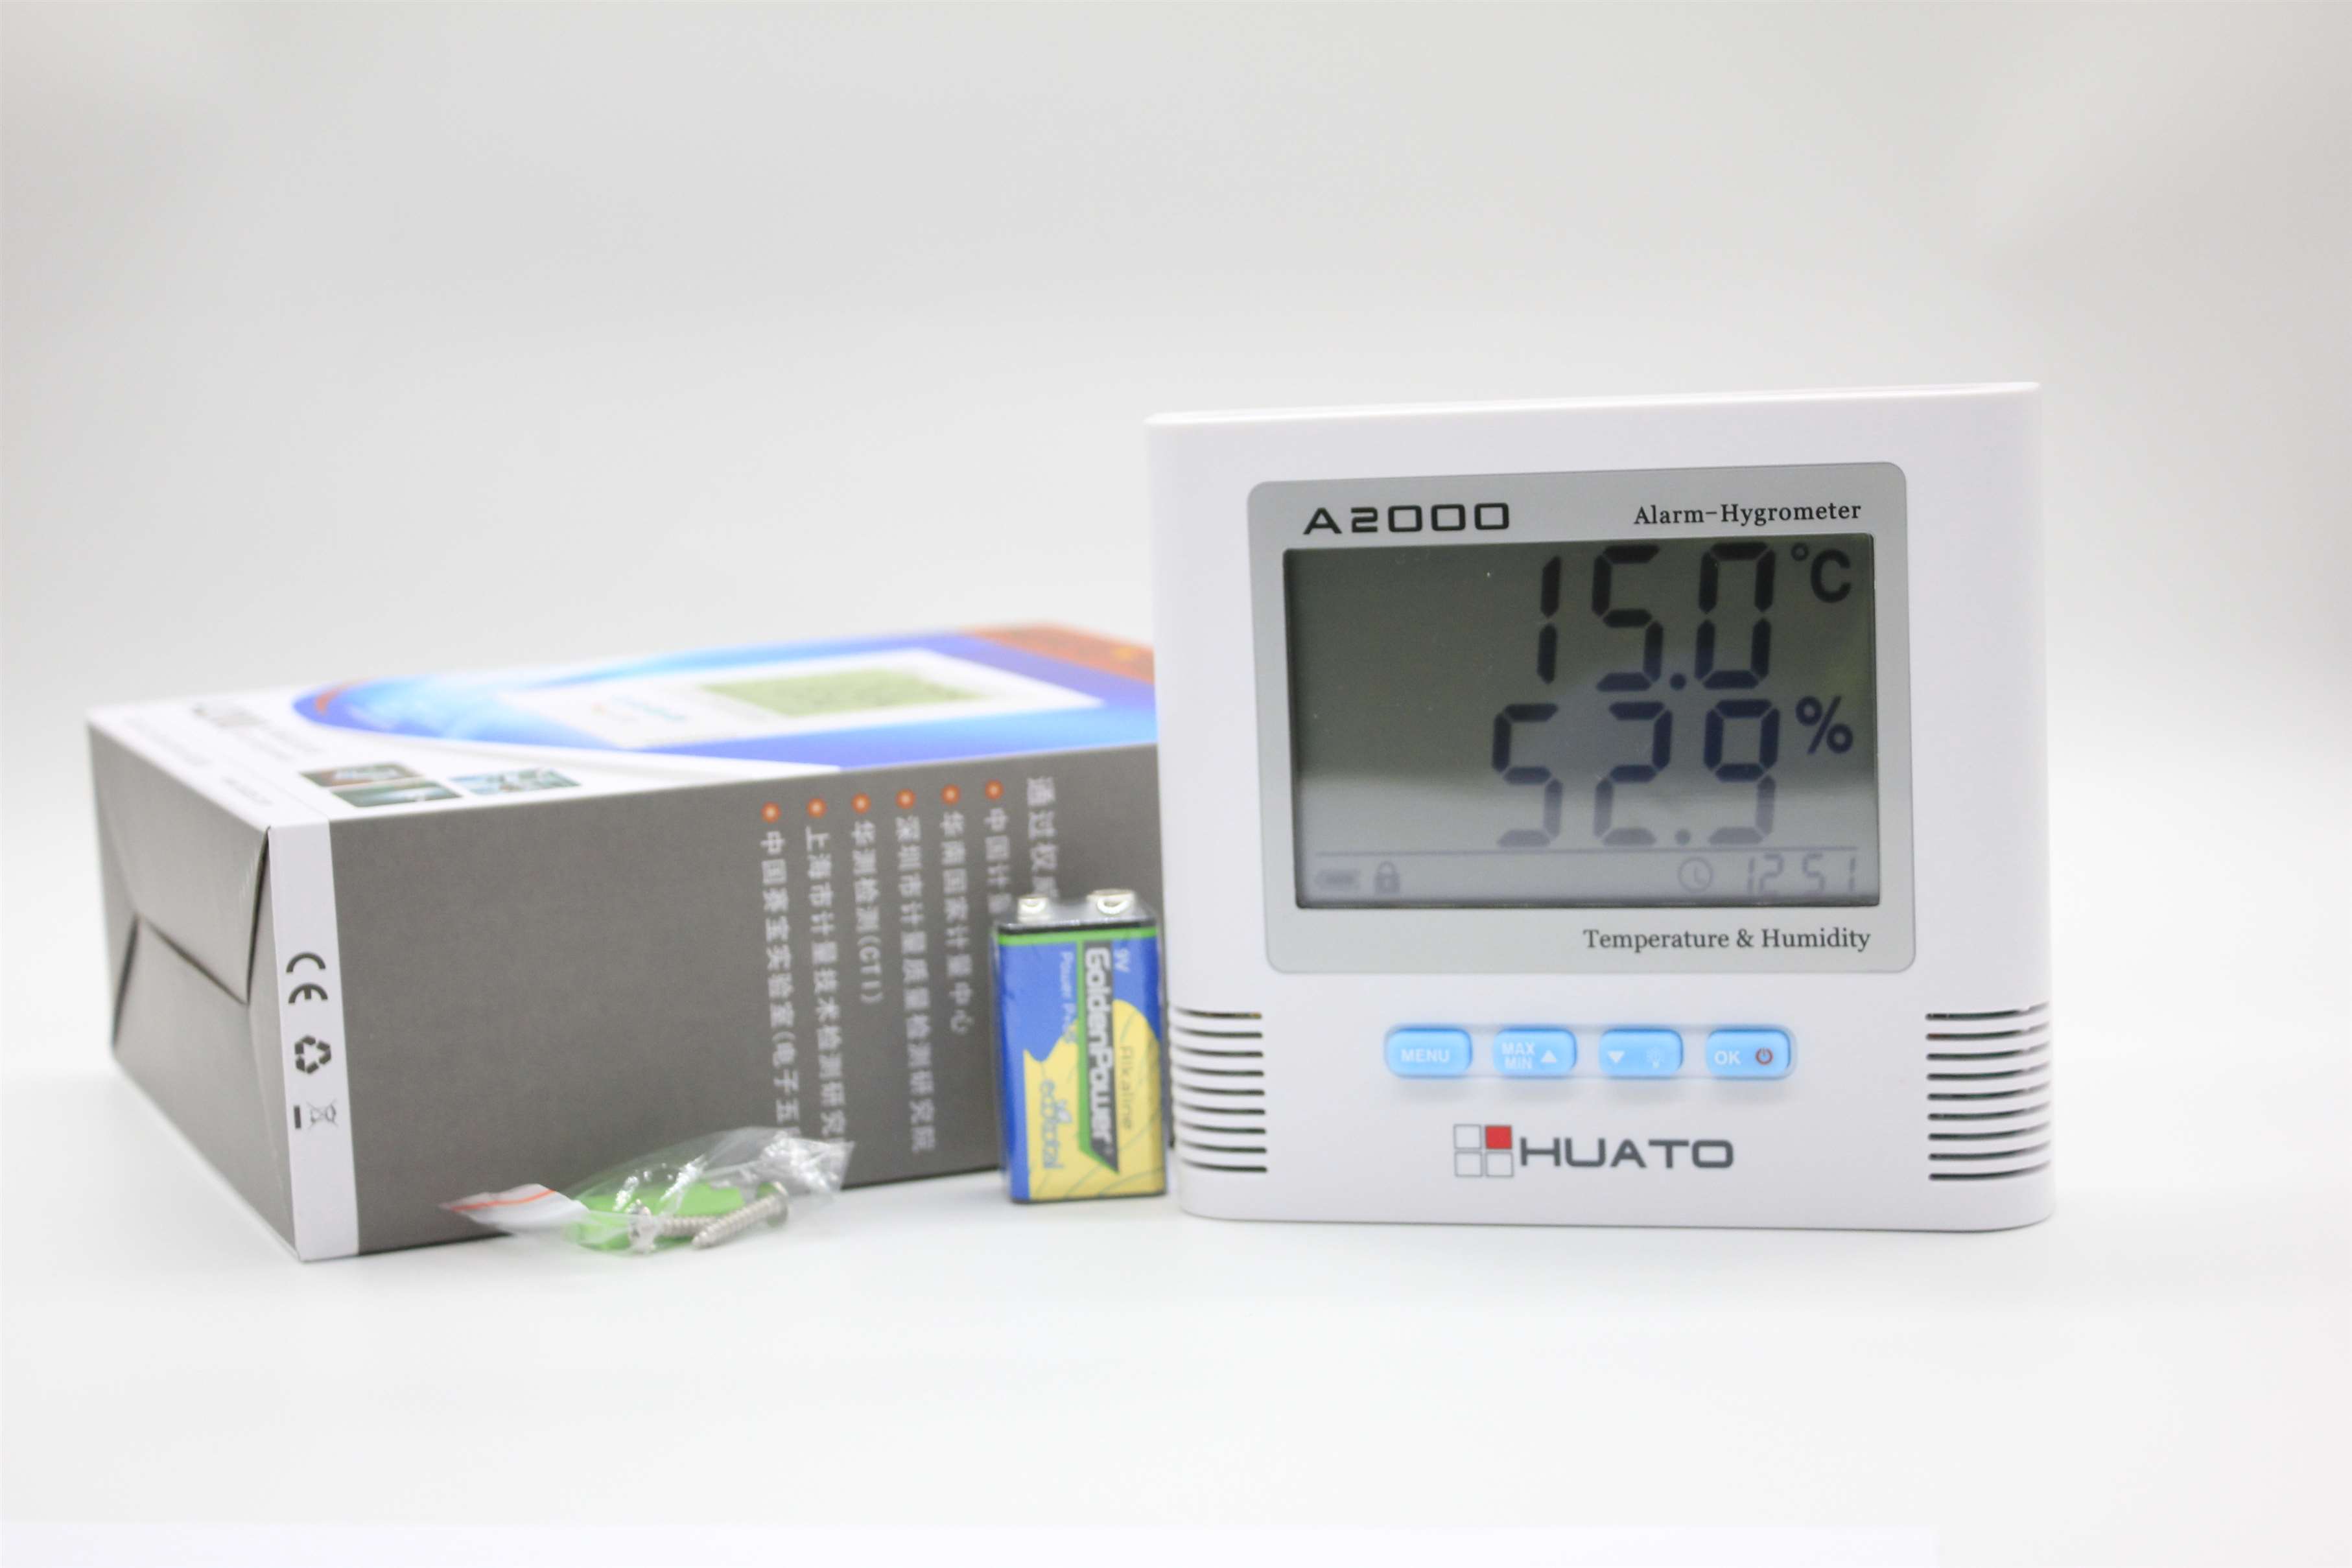 A2000 Alarm-Hygrometer
15.0 °C
52.9 %
12 51
Temperature & Humidity
MENU
MAX
MIN
OK
HUATO
通过权
中国计
华南国家计量中心
深圳市计量质量检测研究院
华测检测(CTI)
上海市计量技术检测研究
中国赛宝实验室(电子五
CE
9V
GoldenPower
Power Plus
Alkaline
ecototal